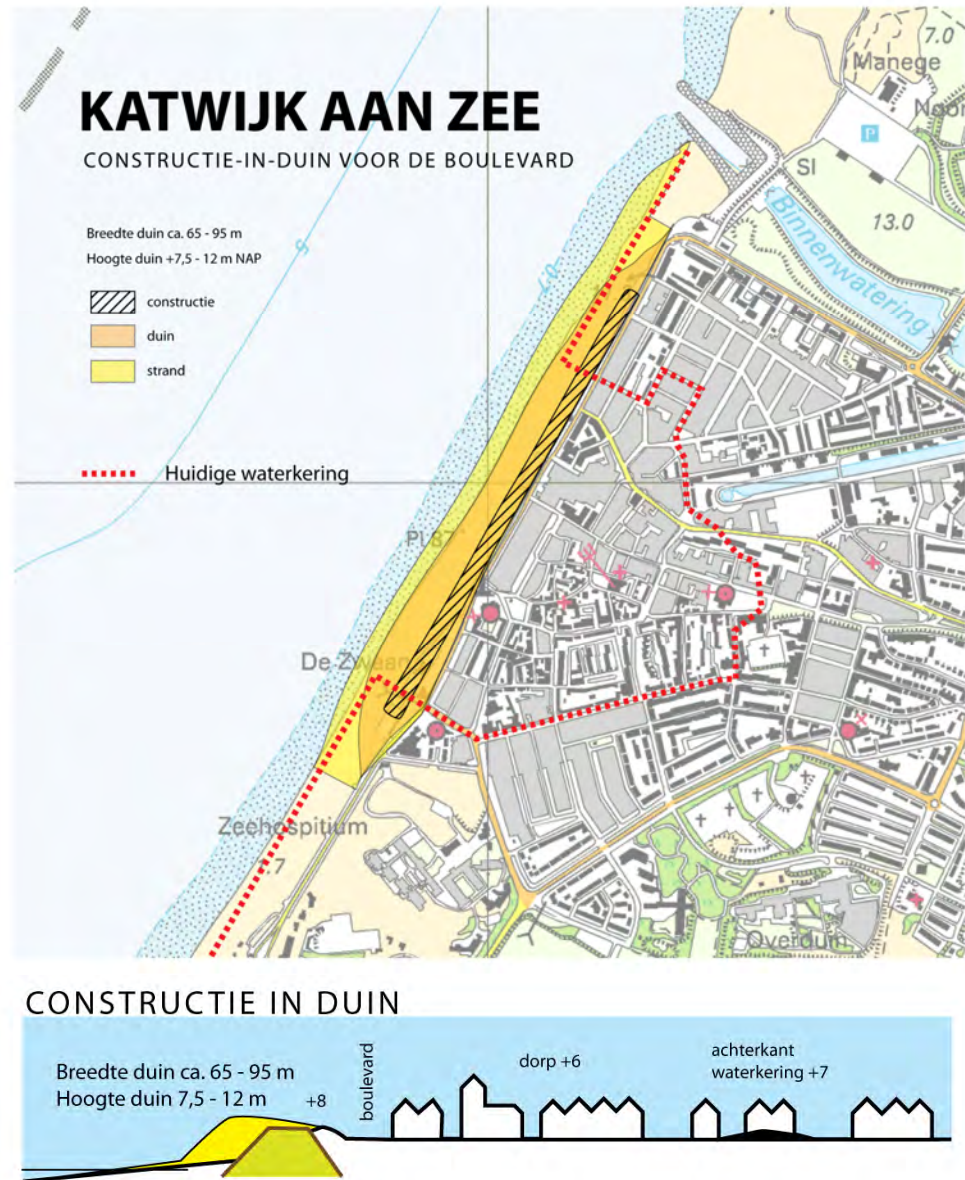 KATWIJK AAN ZEE
CONSTRUCTIE-IN-DUIN VOOR DE BOULEVARD
Breedte duin ca. 65 - 95 m
Hoogte duin +7,5 - 12 m NAP
constructie
duin
strand
Huidige waterkering
7.0
Manege
P
SI
13.0
Binnenwatering
5
Pl 87
De Zwaan
Zeehospitium
Overduin
CONSTRUCTIE IN DUIN
Breedte duin ca. 65 - 95 m
Hoogte duin 7,5 - 12 m
+8
boulevard
dorp +6
achterkant
waterkering +7